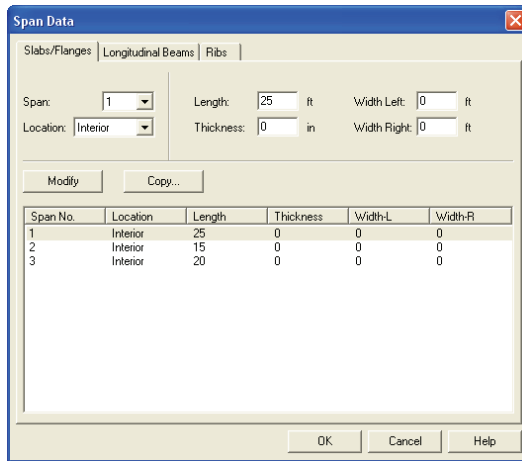 Span Data
Slabs/Flanges Longitudinal Beams Ribs
Span: 1 Length: 25 ft Width Left: 0 ft
Location: Interior Thickness: 0 in Width Right: 0 ft
Modify Copy...
Span No. Location Length Thickness Width-L Width-R
1 Interior 25 0 0 0
2 Interior 15 0 0 0
3 Interior 20 0 0 0
OK Cancel Help